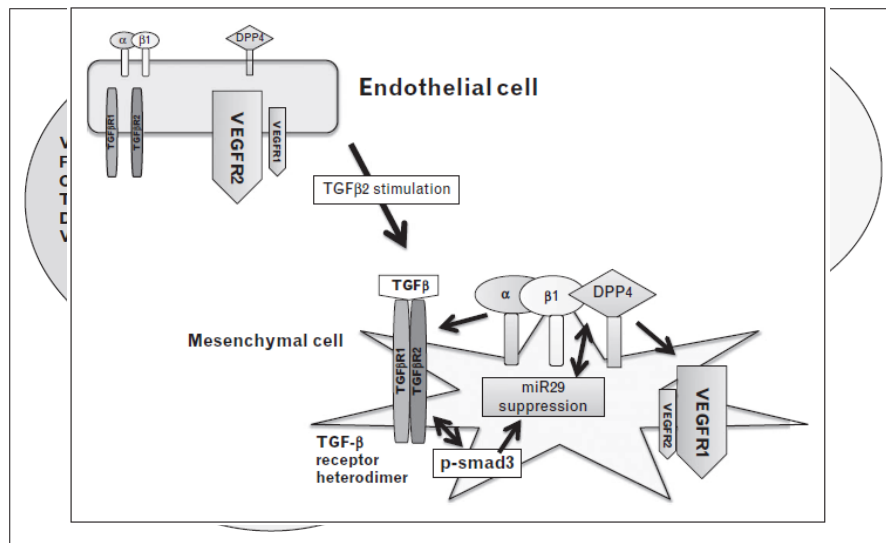 α β1
DPP4
Endothelial cell
TGFβR1
TGFβR2
VEGFR2
VEGFR1
V
F
C
T
D
V
TGFβ2 stimulation
TGFβ
α
β1
DPP4
Meschymal cell
TGFβR1
TGFβR2
miR29
suppression
VEGFR2
VEGFR1
TGF-β
receptor
heterodimer
p-smad3